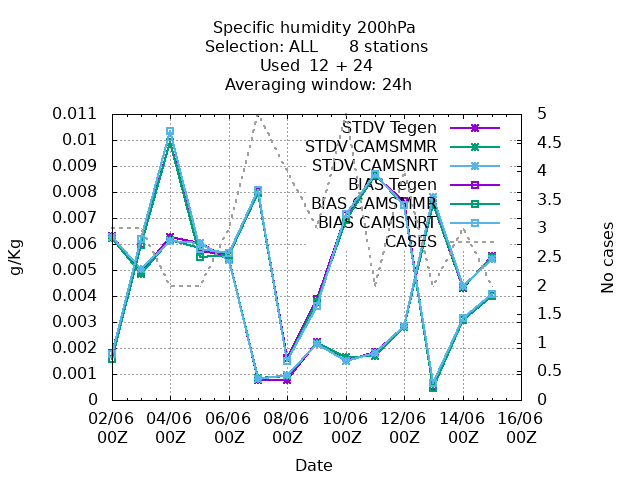 Specific humidity 200hPa
Selection: ALL      8 stations
Used  12 + 24
Averaging window: 24h
STDV Tegen
STDV CAMSMMR
STDV CAMSNRT
BIAS Tegen
BIAS CAMSMMR
BIAS CAMSNRT
CASES
0.011
0.01
0.009
0.008
0.007
0.006
0.005
0.004
0.003
0.002
0.001
0
g/Kg
5
4.5
4
3.5
3
2.5
2
1.5
1
0.5
0
No cases
02/06 04/06 06/06 08/06 10/06 12/06 14/06 16/06
00Z 00Z 00Z 00Z 00Z 00Z 00Z 00Z
Date